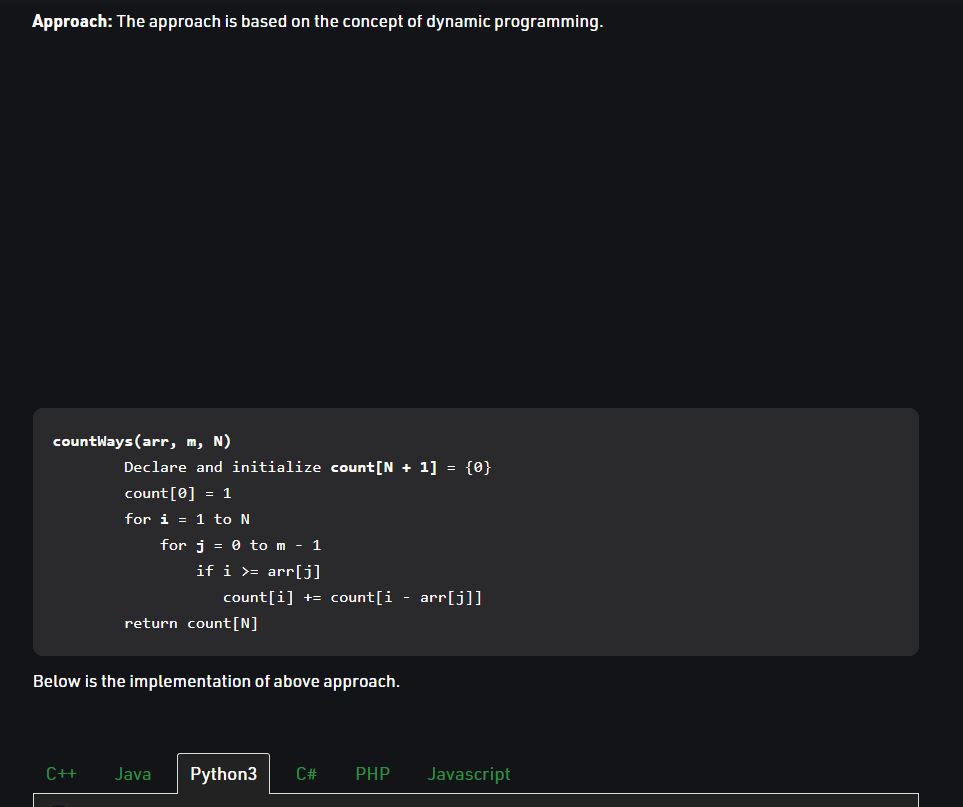 Approach: The approach is based on the concept of dynamic programming.
countWays(arr, m, N)
Declare and initialize count[N + 1] = {0}
count[0] = 1
for i = 1 to N
for j = 0 to m - 1
if i >= arr[j]
count[i] += count[i - arr[j]]
return count[N]
Below is the implementation of above approach.
C++ Java Python3 C# PHP Javascript